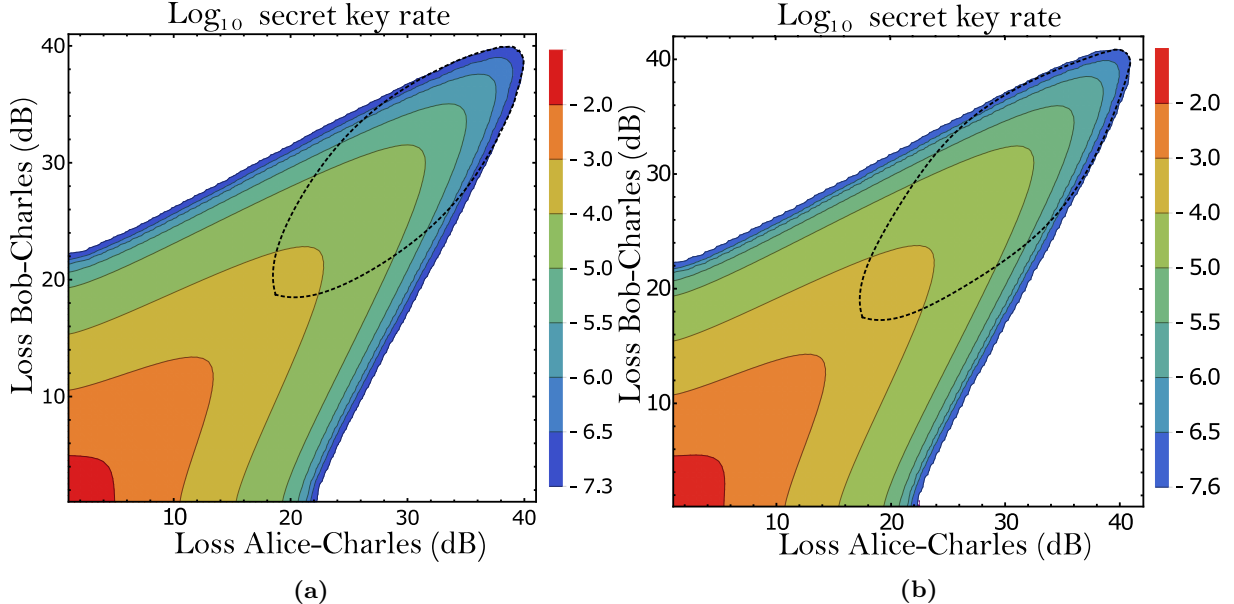 Log₁₀ secret key rate
Loss Bob-Charles (dB)
40
30
20
10
10 20 30 40
Loss Alice-Charles (dB)
- 2.0
- 3.0
- 4.0
- 5.0
- 5.5
- 6.0
- 6.5
- 7.3
(a)
Log₁₀ secret key rate
Loss Bob-Charles (dB)
40
30
20
10
10 20 30 40
Loss Alice-Charles (dB)
- 2.0
- 3.0
- 4.0
- 5.0
- 5.5
- 6.0
- 6.5
- 7.6
(b)